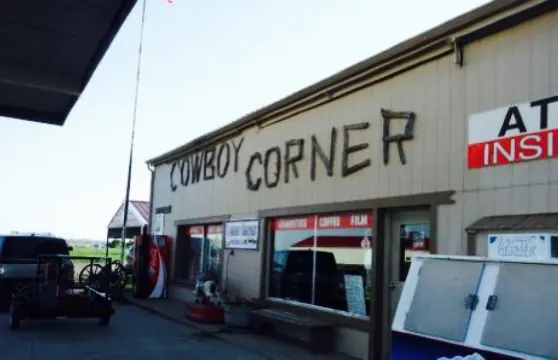 COWBOY CORNER
AT
INSI
CIGARETTES COFFEE FILM